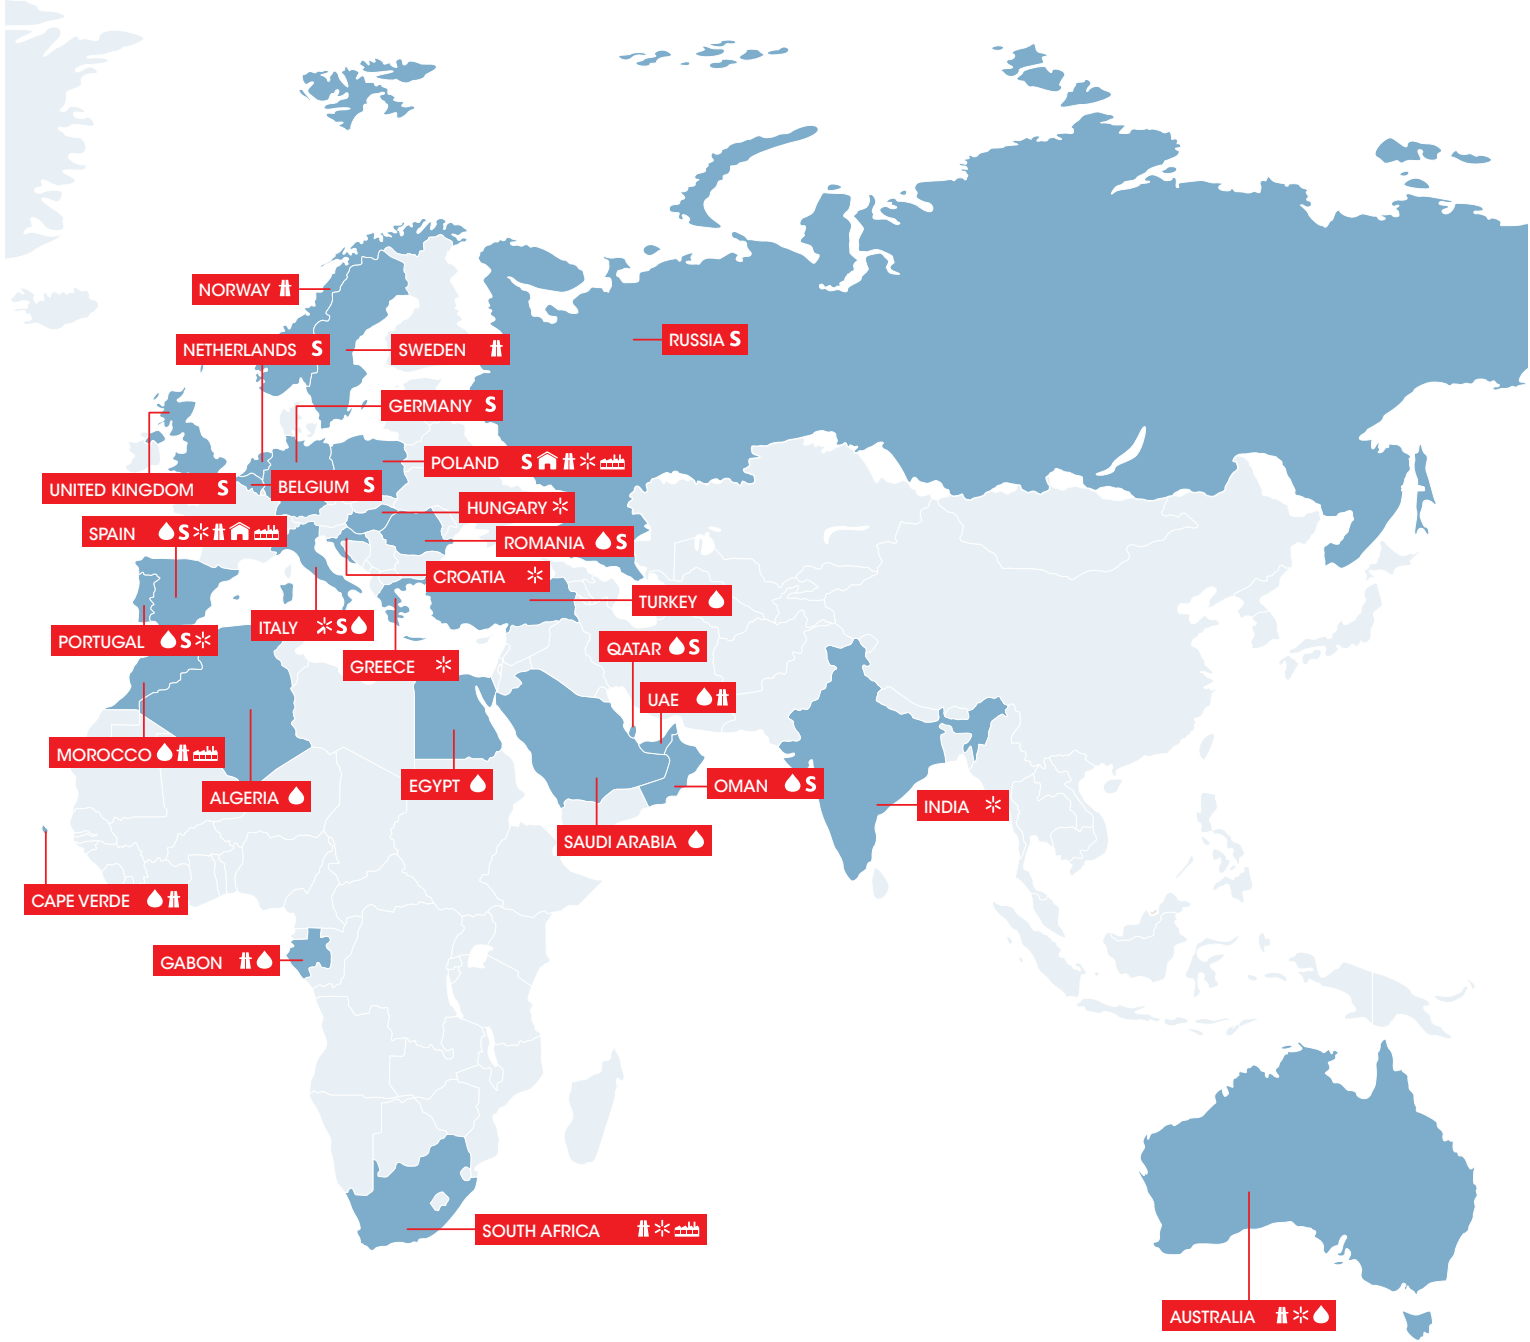 NORWAY
NETHERLANDS S
SWEDEN
RUSSIA S
GERMANY S
POLAND S
UNITED KINGDOM S
BELGIUM S
HUNGARY
SPAIN S
ROMANIA S
CROATIA
TURKEY
ITALY S
PORTUGAL S
QATAR S
GREECE
UAE
MOROCCO
EGYPT
OMAN S
ALGERIA
INDIA
SAUDI ARABIA
CAPE VERDE
GABON
SOUTH AFRICA
AUSTRALIA